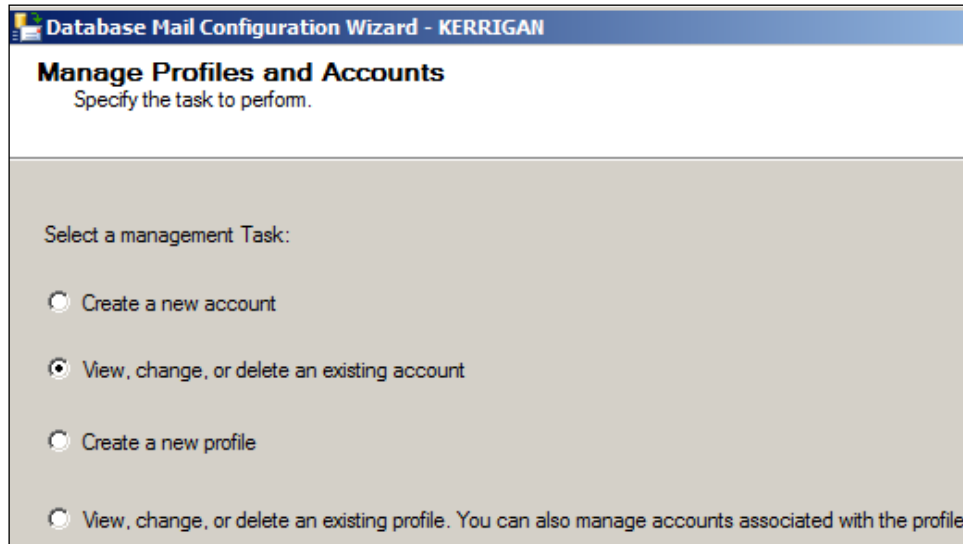 Database Mail Configuration Wizard - KERRIGAN
Manage Profiles and Accounts
Specify the task to perform.
Select a management Task:
Create a new account
View, change, or delete an existing account
Create a new profile
View, change, or delete an existing profile. You can also manage accounts associated with the profile